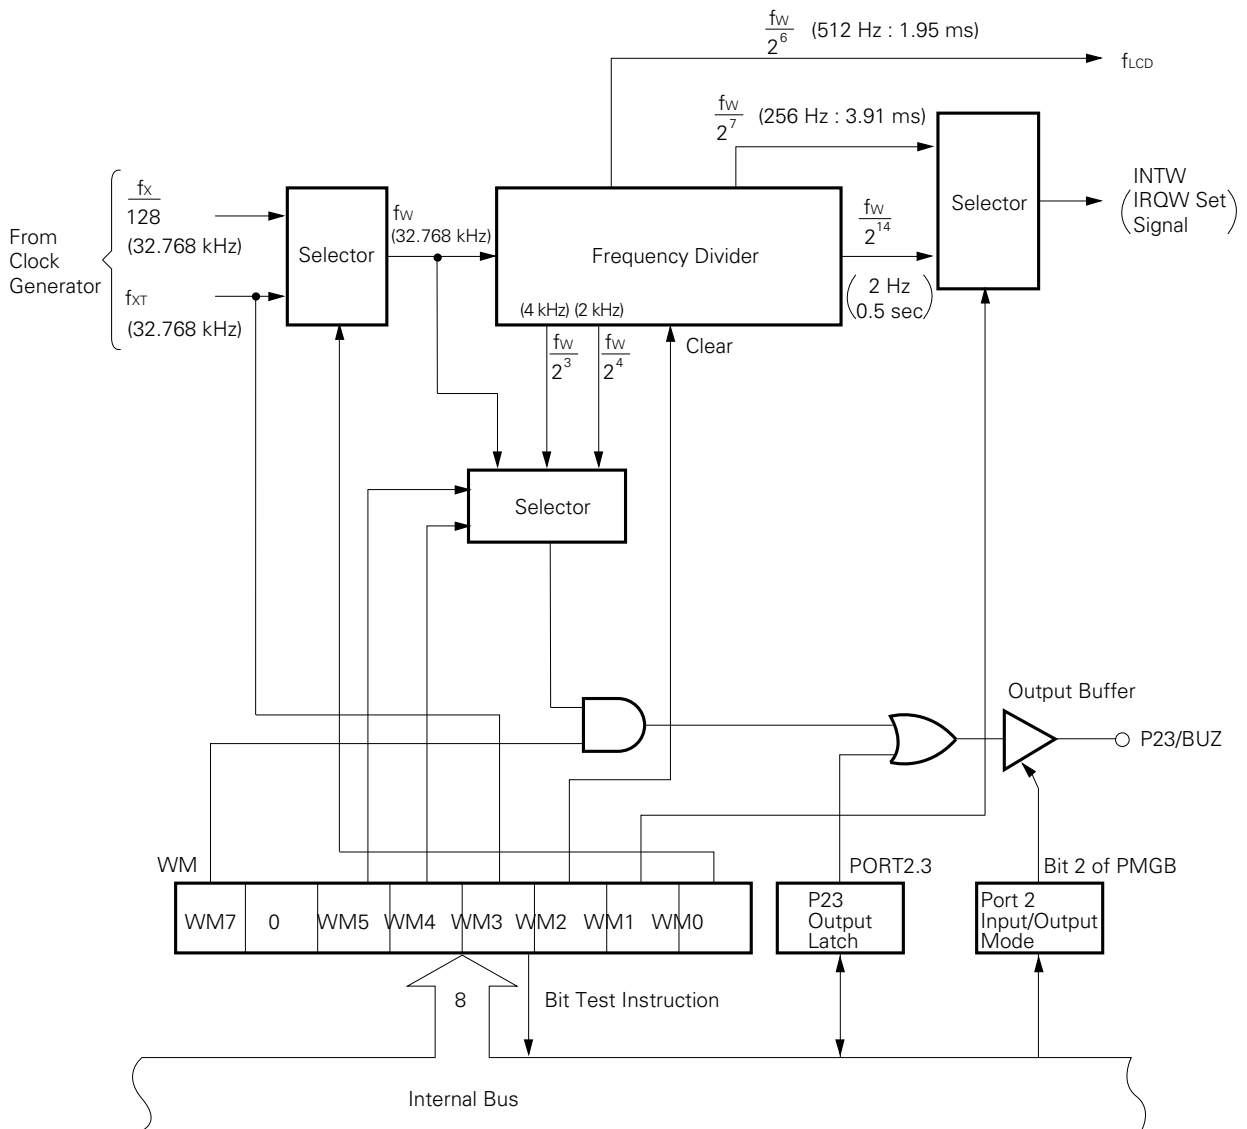 fW
2^6 (512 Hz : 1.95 ms)
fLCD
fW
2^7 (256 Hz : 3.91 ms)
From
Clock
Generator
fX
128
(32.768 kHz)
fXT
(32.768 kHz)
Selector
fW
(32.768 kHz)
Frequency Divider
(4 kHz) (2 kHz)
fW
2^14
2 Hz
0.5 sec
Selector
INTW
IRQW Set
Signal
fW
2^3
fW
2^4
Clear
Selector
Output Buffer
P23/BUZ
WM
PORT2.3
Bit 2 of PMGB
WM7 0 WM5 WM4 WM3 WM2 WM1 WM0
P23
Output
Latch
Port 2
Input/Output
Mode
8
Bit Test Instruction
Internal Bus